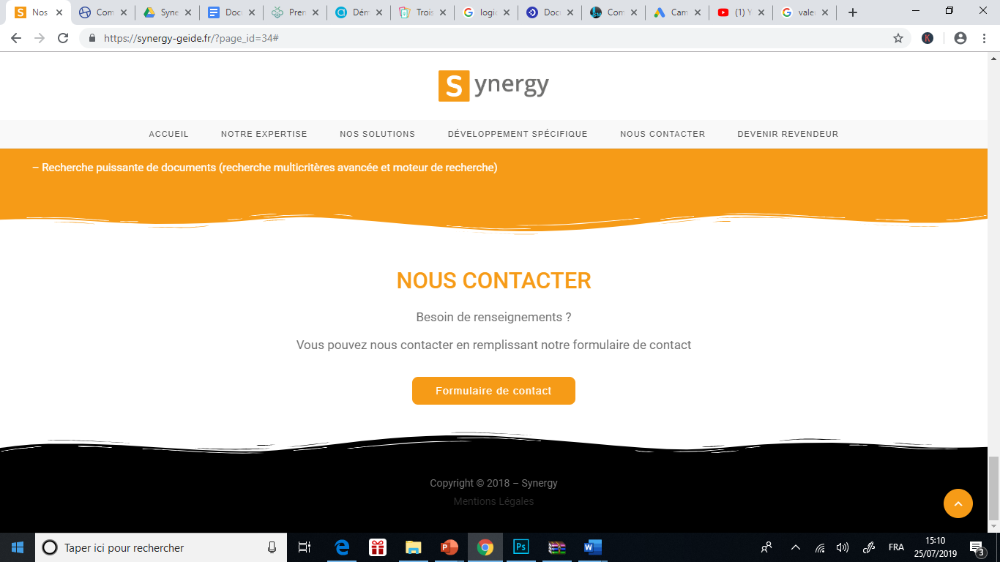 Nos
Com
Syne
Docu
Pren
Dém
Trois
logic
Docu
Com
Cam
(1) Y
vale
https://synergy-geide.fr/?page_id=34#
K
Synergy
ACCUEIL
NOTRE EXPERTISE
NOS SOLUTIONS
DÉVELOPPEMENT SPÉCIFIQUE
NOUS CONTACTER
DEVENIR REVENDEUR
– Recherche puissante de documents (recherche multicritères avancée et moteur de recherche)
NOUS CONTACTER
Besoin de renseignements ?
Vous pouvez nous contacter en remplissant notre formulaire de contact
Formulaire de contact
Copyright © 2018 – Synergy
Mentions Légales
Taper ici pour rechercher
FRA
15:10
25/07/2019
3